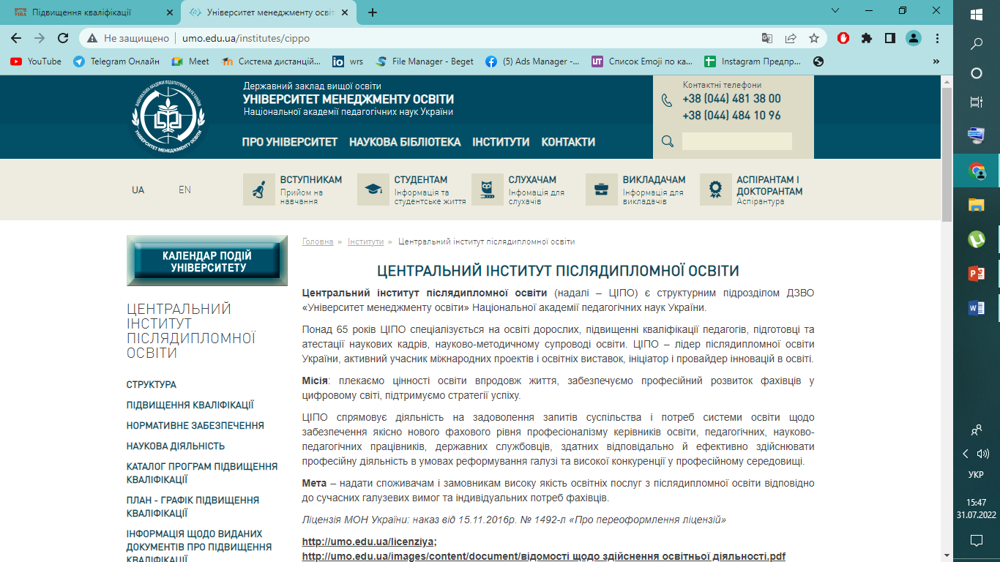 Підвищення кваліфікації
Університет менеджменту освіт
Не защищено
umo.edu.ua/institutes/cippo
YouTube
Telegram Онлайн
Meet
Система дистанцій...
wrs
File Manager - Beget
(5) Ads Manager -...
Список Emoji по ка...
Instagram Предпр...
»
НАЦІОНАЛЬНА АКАДЕМІЯ ПЕДАГОГІЧНИХ НАУК УКРАЇНИ
УНІВЕРСИТЕТ МЕНЕДЖМЕНТУ ОСВІТИ
Державний заклад вищої освіти
УНІВЕРСИТЕТ МЕНЕДЖМЕНТУ ОСВІТИ
Національної академії педагогічних наук України
Контактні телефони
+38 (044) 481 38 00
+38 (044) 484 10 96
ПРО УНІВЕРСИТЕТ НАУКОВА БІБЛІОТЕКА ІНСТИТУТИ КОНТАКТИ
UA EN
ВСТУПНИКАМ
Прийом на
навчання
СТУДЕНТАМ
Інформація та
студентське життя
СЛУХАЧАМ
Інфомація для
слухачів
ВИКЛАДАЧАМ
Інформація для
викладачів
АСПІРАНТАМ І
ДОКТОРАНТАМ
Аспірантура
КАЛЕНДАР ПОДІЙ
УНІВЕРСИТЕТУ
ЦЕНТРАЛЬНИЙ
ІНСТИТУТ
ПІСЛЯДИПЛОМНОЇ
ОСВІТИ
СТРУКТУРА
ПІДВИЩЕННЯ КВАЛІФІКАЦІЇ
НОРМАТИВНЕ ЗАБЕЗПЕЧЕННЯ
НАУКОВА ДІЯЛЬНІСТЬ
КАТАЛОГ ПРОГРАМ ПІДВИЩЕННЯ
КВАЛІФІКАЦІЇ
ПЛАН - ГРАФІК ПІДВИЩЕННЯ
КВАЛІФІКАЦІЇ
ІНФОРМАЦІЯ ЩОДО ВИДАНИХ
ДОКУМЕНТІВ ПРО ПІДВИЩЕННЯ
КВАЛІФІКАЦІЇ
Головна » Інститути » Центральний інститут післядипломної освіти
ЦЕНТРАЛЬНИЙ ІНСТИТУТ ПІСЛЯДИПЛОМНОЇ ОСВІТИ
Центральний інститут післядипломної освіти (надалі – ЦІПО) є структурним підрозділом ДЗВО
«Університет менеджменту освіти» Національної академії педагогічних наук України.
Понад 65 років ЦІПО спеціалізується на освіті дорослих, підвищенні кваліфікації педагогів, підготовці та
атестації наукових кадрів, науково-методичному супроводі освіти. ЦІПО – лідер післядипломної освіти
України, активний учасник міжнародних проектів і освітніх виставок, ініціатор і провайдер інновацій в освіті.
Місія: плекаємо цінності освіти впродовж життя, забезпечуємо професійний розвиток фахівців у
цифровому світі, підтримуємо стратегії успіху.
ЦІПО спрямовує діяльність на задоволення запитів суспільства і потреб системи освіти щодо
забезпечення якісно нового фахового рівня професіоналізму керівників освіти, педагогічних, науково-
педагогічних працівників, державних службовців, здатних відповідально й ефективно здійснювати
професійну діяльність в умовах реформування галузі та високої конкуренції у професійному середовищі.
Мета – надати споживачам і замовникам високу якість освітніх послуг з післядипломної освіти відповідно
до сучасних галузевих вимог та індивідуальних потреб фахівців.
Ліцензія МОН України: наказ від 15.11.2016р. № 1492-л «Про переоформлення ліцензій»
http://umo.edu.ua/licenziya;
http://umo.edu.ua/images/content/document/відомості щодо здійснення освітньої діяльності.pdf
УКР
15:47
31.07.2022